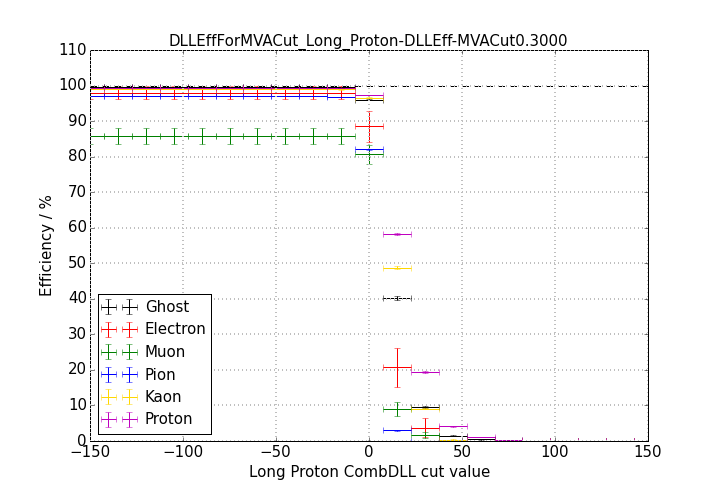 DLLEffForMVACut_Long_Proton-DLLEff-MVACut0.3000
110
100
90
80
70
60
50
40
30
20
10
0
Efficiency / %
Ghost
Electron
Muon
Pion
Kaon
Proton
−150 −100 −50 0 50 100 150
Long Proton CombDLL cut value